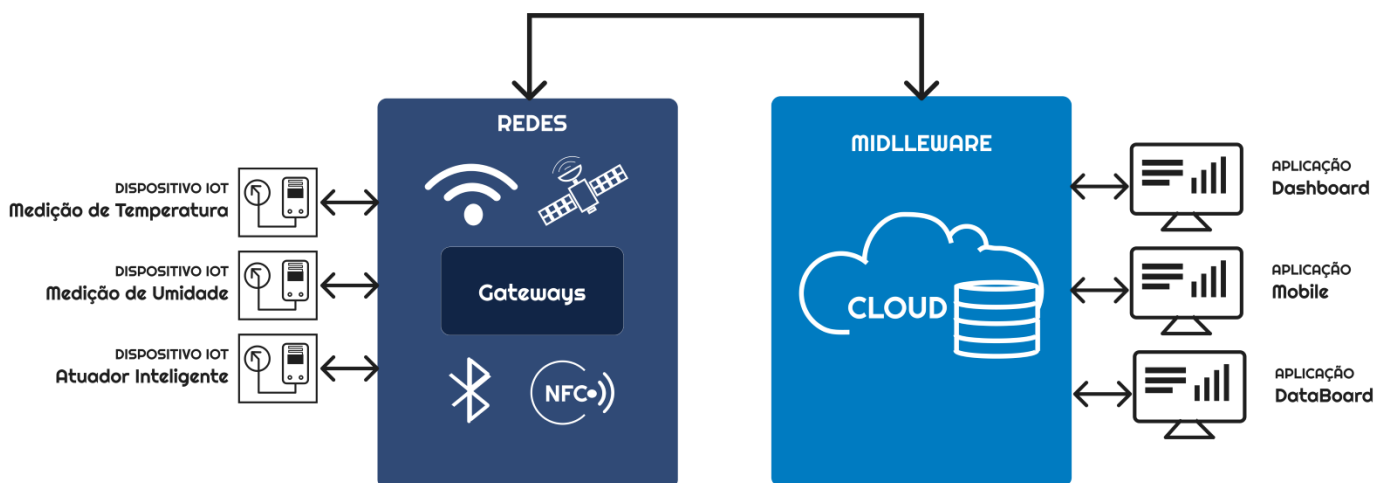 REDES
MIDLLEWARE
DISPOSITIVO IOT
Medição de Temperatura
DISPOSITIVO IOT
Medição de Umidade
DISPOSITIVO IOT
Atuador Inteligente
Gateways
NFC
CLOUD
APLICAÇÃO
Dashboard
APLICAÇÃO
Mobile
APLICAÇÃO
DataBoard